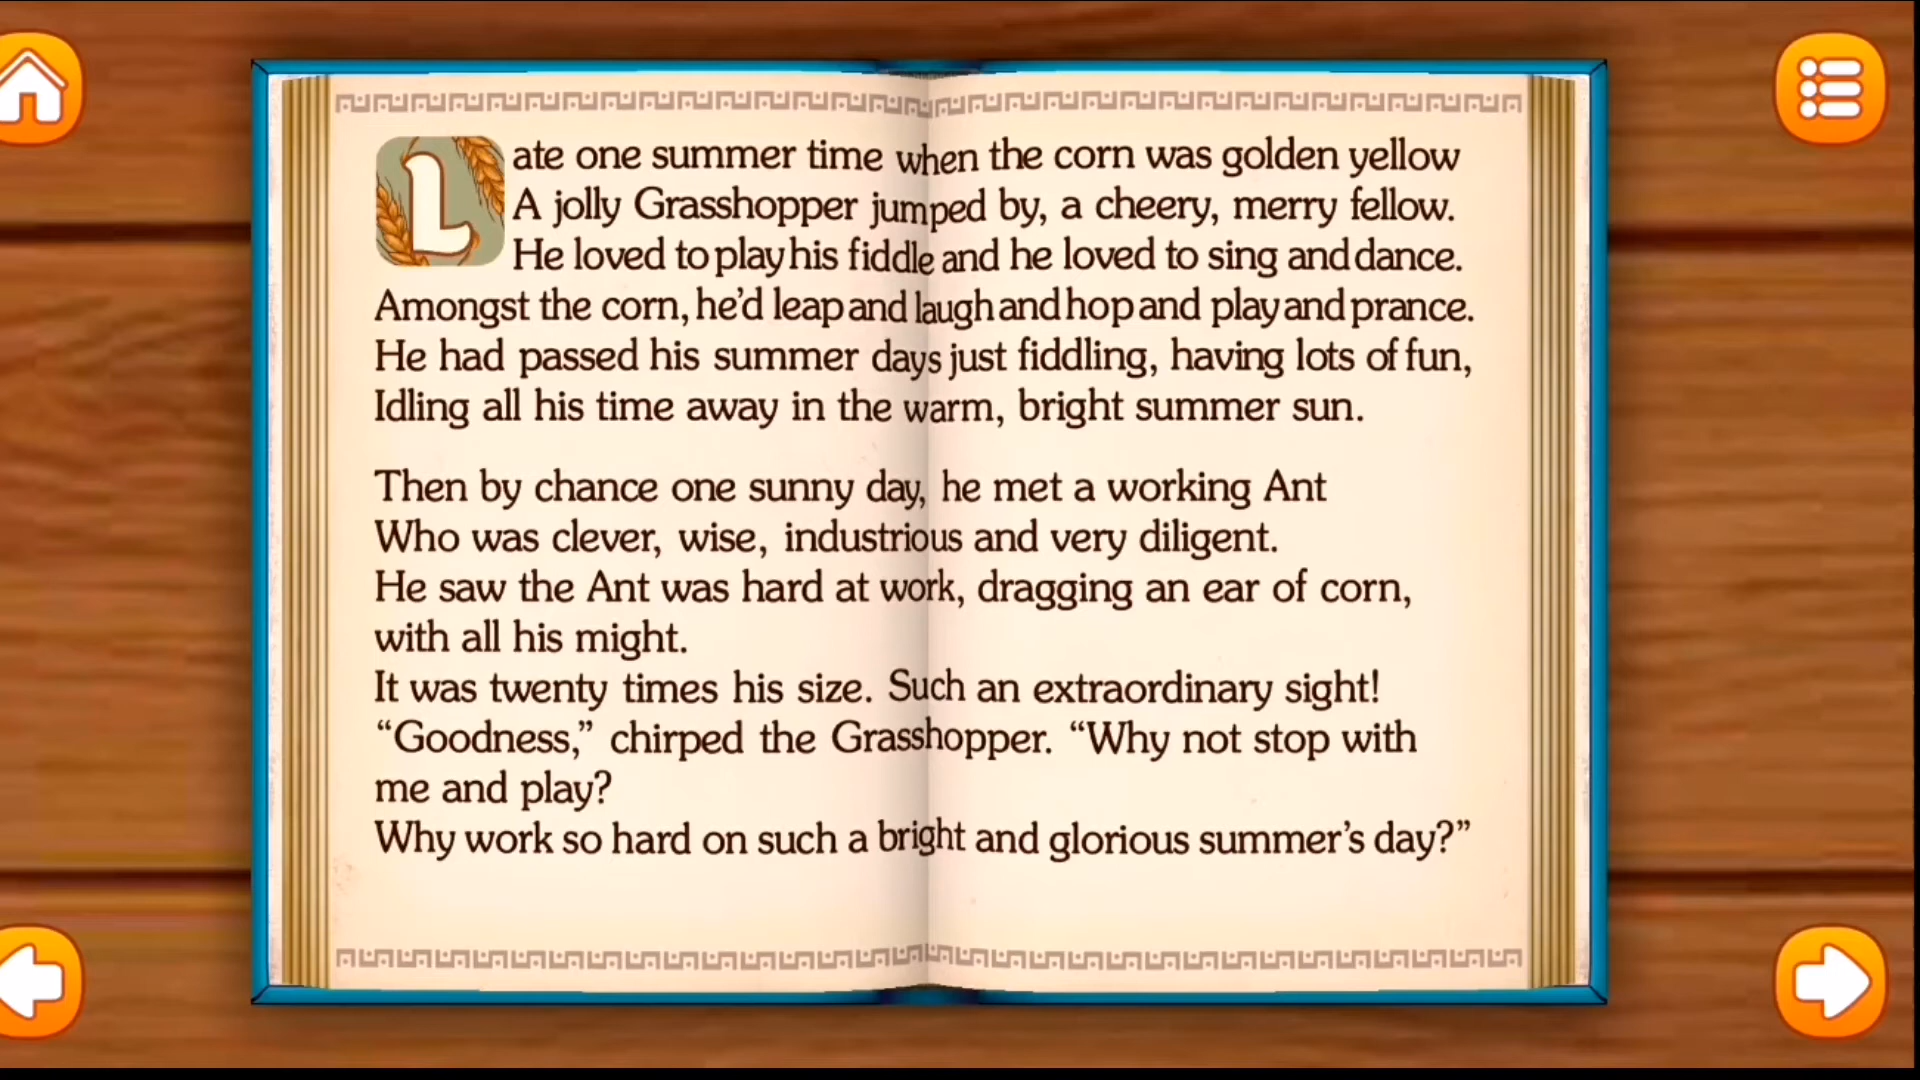 Late one summer time when the corn was golden yellow
A jolly Grasshopper jumped by, a cheery, merry fellow.
He loved to play his fiddle and he loved to sing and dance.
Amongst the corn, he’d leap and laugh and hop and play and prance.
He had passed his summer days just fiddling, having lots of fun,
Idling all his time away in the warm, bright summer sun.
Then by chance one sunny day, he met a working Ant
Who was clever, wise, industrious and very diligent.
He saw the Ant was hard at work, dragging an ear of corn,
with all his might.
It was twenty times his size. Such an extraordinary sight!
“Goodness,” chirped the Grasshopper. “Why not stop with
me and play?
Why work so hard on such a bright and glorious summer’s day?”